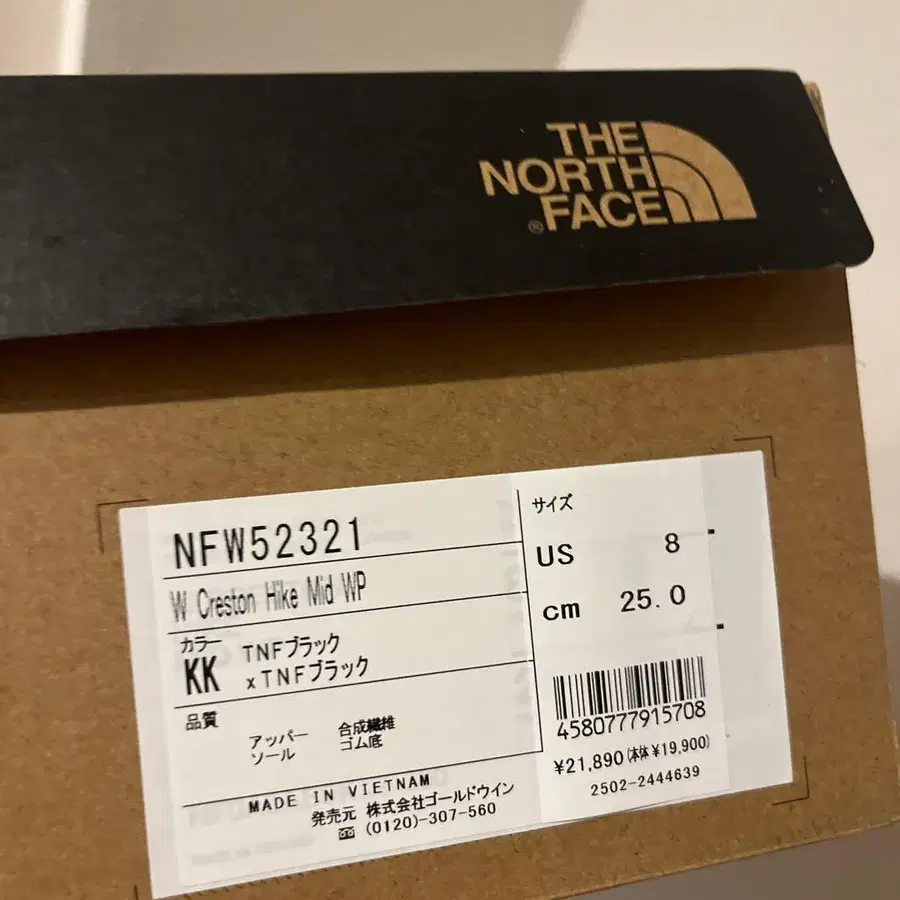 THE
NORTH
FACE
®
NFW52321
W Creston Hike Mid WP
カラー
KK TNFブラック
xTNFブラック
品質
アッパー 合成繊維
ソール ゴム底
MADE IN VIETNAM
発売元 株式会社ゴールドウイン
(0120)-307-560
サイズ
US 8
cm 25.0
4580777915708
¥21,890(本体¥19,900)
2502-2444639